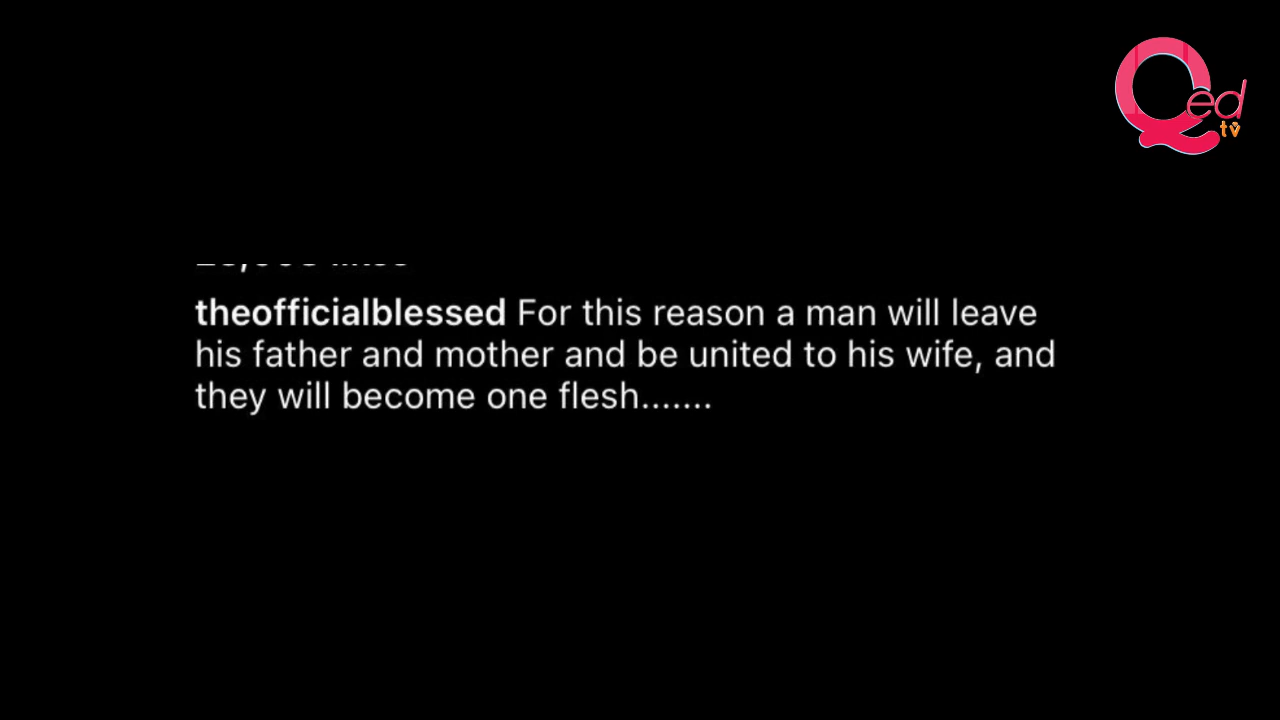 Qed
tv
theofficialblessed For this reason a man will leave
his father and mother and be united to his wife, and
they will become one flesh.......